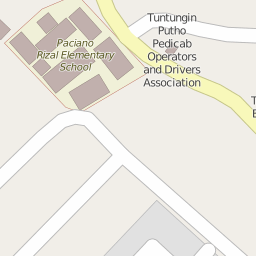 Paciano
Rizal Elementary
School
Tuntungin
Putho
Pedicab
Operators
and Drivers
Association